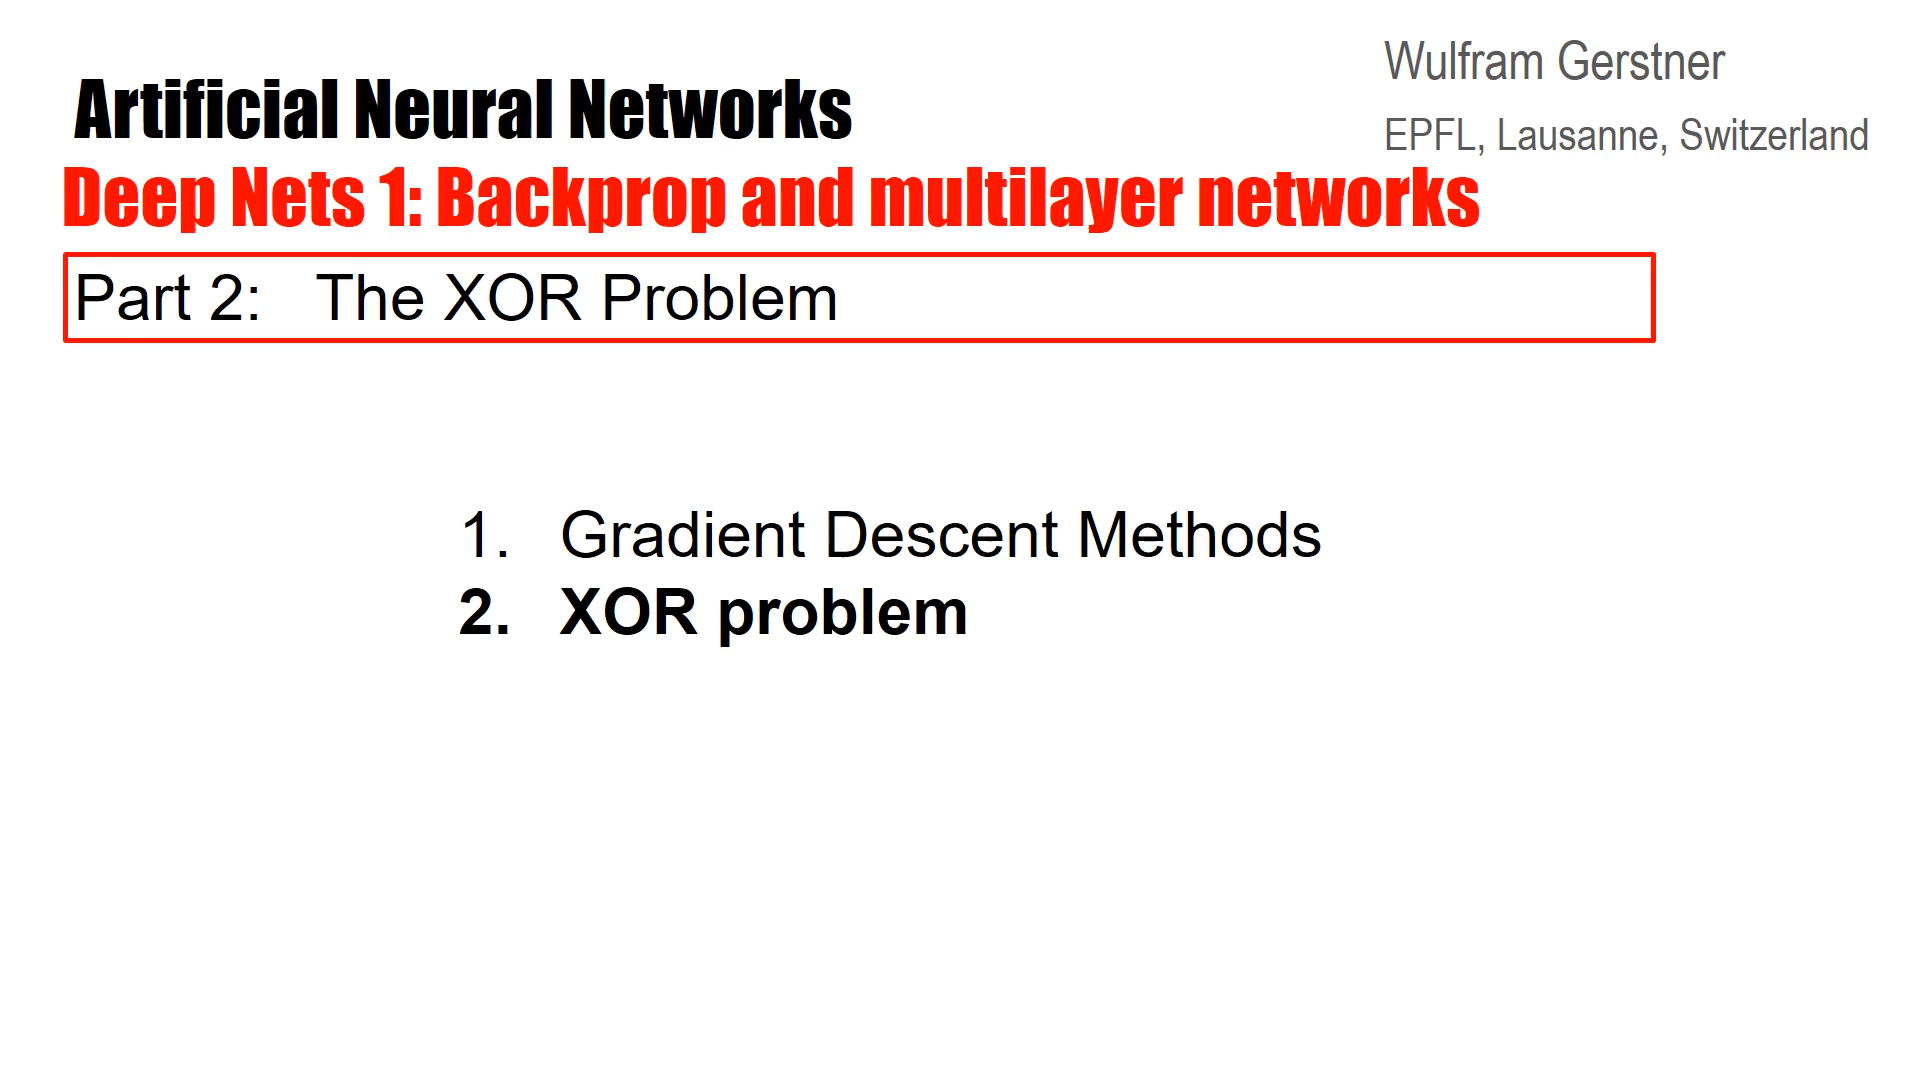 Wulfram Gerstner
EPFL, Lausanne, Switzerland
Artificial Neural Networks
Deep Nets 1: Backprop and multilayer networks
Part 2: The XOR Problem
1. Gradient Descent Methods
2. XOR problem